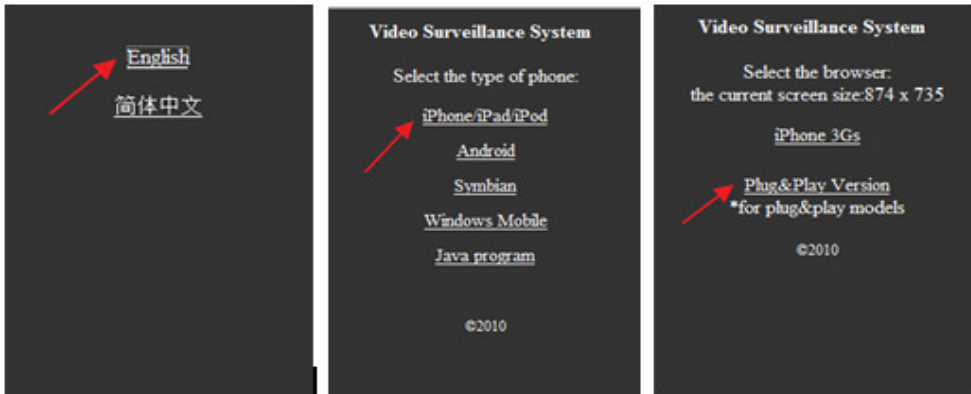 English
简体中文
Video Surveillance System
Select the type of phone:
iPhone/iPad/iPod
Android
Symbian
Windows Mobile
Java program
©2010
Video Surveillance System
Select the browser:
the current screen size:874 x 735
iPhone 3Gs
Plug&Play Version
*for plug&play models
©2010